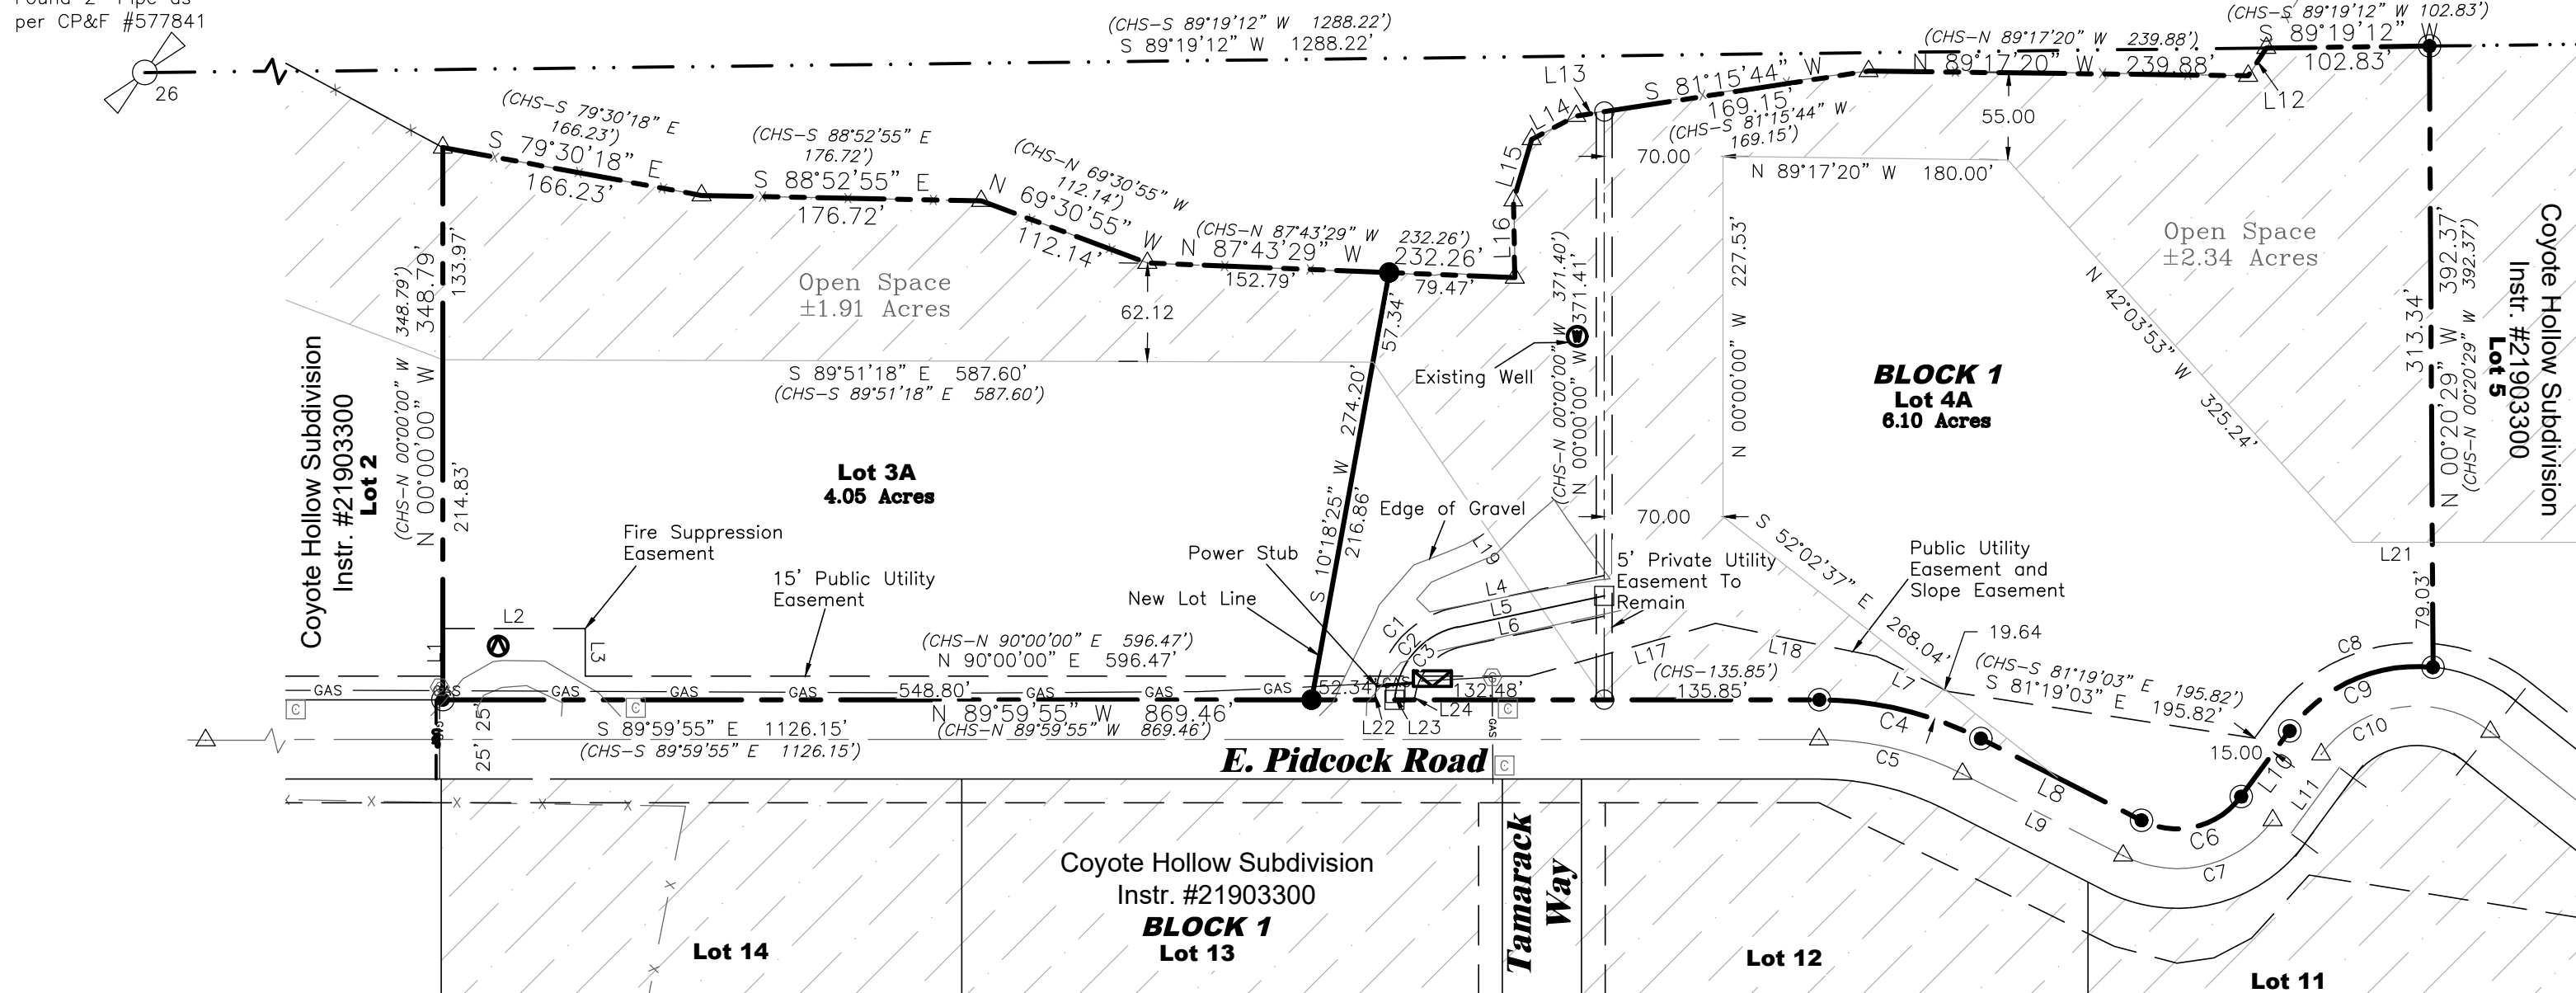 Found 2" Pipe as
per CP&F #577841
26
(CHS-S 89°19'12" W 1288.22')
S 89°19'12" W 1288.22'
(CHS-S 89°19'12" W 102.83')
S 89°19'12" W
102.83'
(CHS-N 89°17'20" W 239.88')
N 89°17'20" W 239.88'
L12
L13
L14
L15
L16
S 81°15'44" W
169.15'
(CHS-S 81°15'44" W
169.15')
55.00
70.00
N 89°17'20" W 180.00'
(CHS-S 79°30'18" E
166.23')
S 79°30'18" E
166.23'
(CHS-S 88°52'55" E
176.72')
S 88°52'55" E
176.72'
(CHS-N 69°30'55" W
112.14')
N 69°30'55" W
112.14'
(CHS-N 87°43'29" W 232.26')
N 87°43'29" W 232.26'
152.79'
79.47'
62.12
Open Space
±1.91 Acres
Open Space
±2.34 Acres
Coyote Hollow Subdivision
Instr. #21903300
Lot 2
(CHS-N 00°00'00" W 348.79')
N 00°00'00" W 348.79'
133.97'
214.83'
S 89°51'18" E 587.60'
(CHS-S 89°51'18" E 587.60')
Lot 3A
4.05 Acres
57.34'
S 10°18'25" W 274.20'
216.86'
Existing Well
W
(CHS-N 00°00'00" W 371.40')
N 00°00'00" W 371.41'
N 00°00'00" W 227.53'
BLOCK 1
Lot 4A
6.10 Acres
N 42°03'53" W 325.24'
313.34'
N 00°20'29" W 392.37'
(CHS-N 00°20'29" W 392.37')
Coyote Hollow Subdivision
Instr. #21903300
Lot 5
L21
79.03'
Fire Suppression
Easement
15' Public Utility
Easement
Power Stub
New Lot Line
Edge of Gravel
L19
L4
L5
L6
C1
C2
C3
70.00
5' Private Utility
Easement To
Remain
S 52°02'37" E 268.04'
Public Utility
Easement and
Slope Easement
19.64
(CHS-S 81°19'03" E 195.82')
S 81°19'03" E 195.82'
L1
L2
L3
(CHS-N 90°00'00" E 596.47')
N 90°00'00" E 596.47'
L17
L18
(CHS-135.85')
135.85'
L7
C8
C9
C10
GAS
GAS
GAS
GAS
GAS
GAS
GAS
GAS
GAS
GAS
548.80'
52.34'
132.48'
L22
L23
L24
N 89°59'55" W 869.46'
(CHS-N 89°59'55" W 869.46')
S 89°59'55" E 1126.15'
(CHS-S 89°59'55" E 1126.15')
25' 25'
C
C
C
C
E. Pidcock Road
C4
C5
L8
L9
15.00
L10
L11
C6
C7
Coyote Hollow Subdivision
Instr. #21903300
BLOCK 1
Lot 13
Lot 14
Tamarack
Way
Lot 12
Lot 11